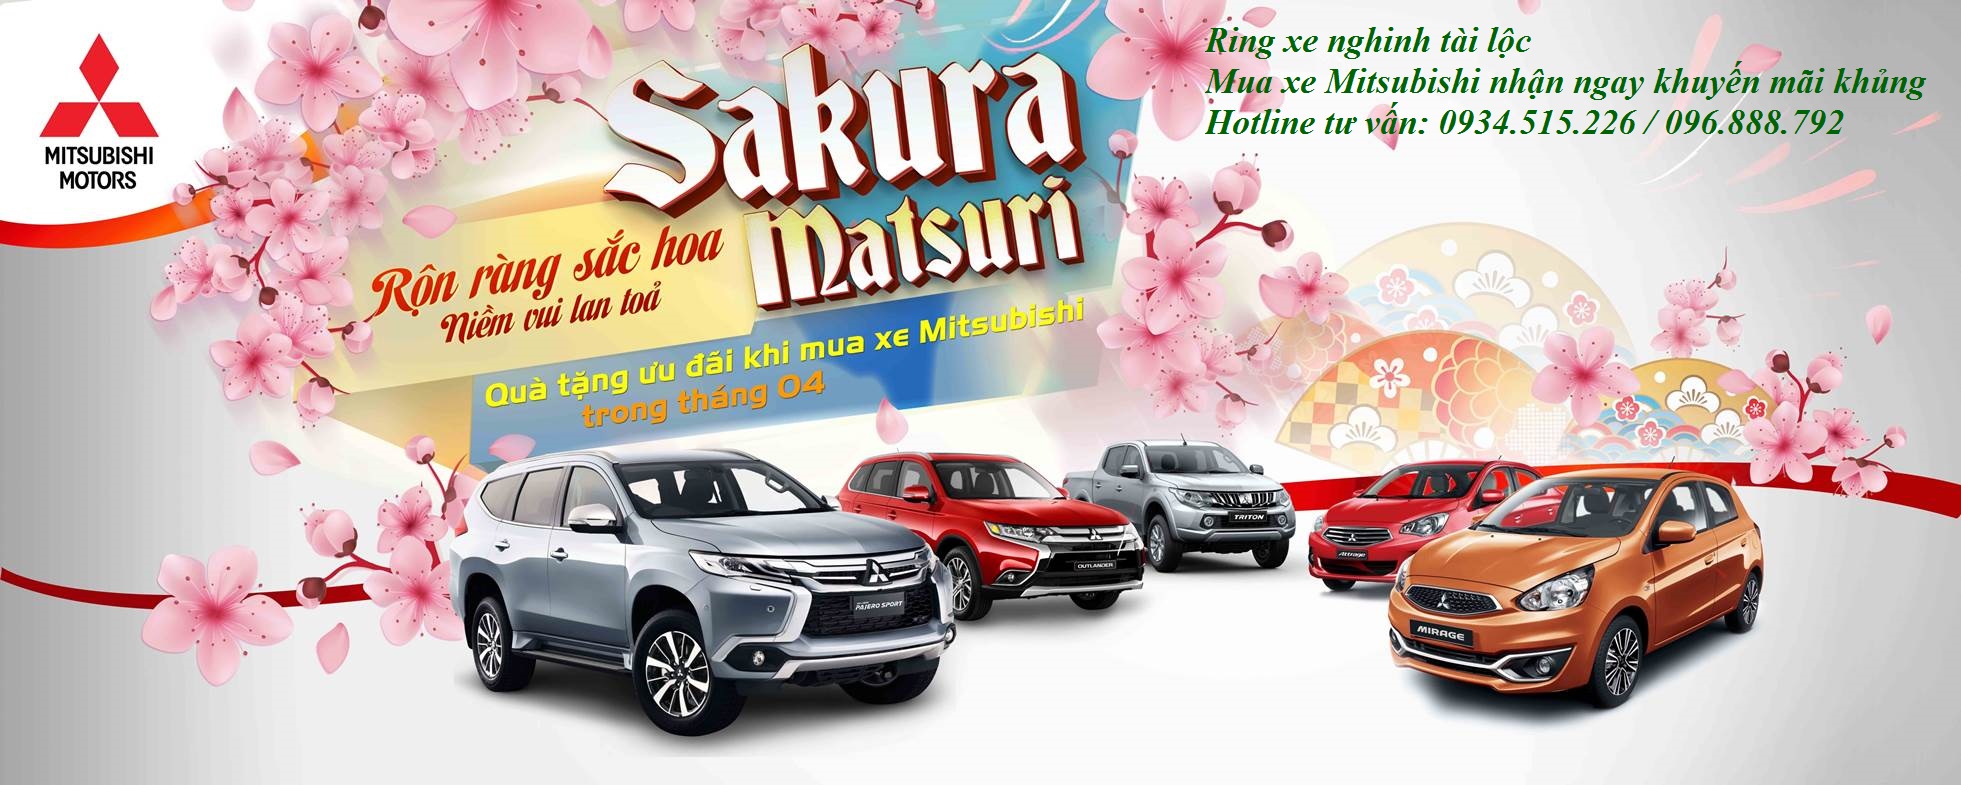 MITSUBISHI
MOTORS
Sakura
Matsuri
Rộn ràng sắc hoa
Niềm vui lan toả
Quà tặng ưu đãi khi mua xe Mitsubishi
trong tháng 04
Ring xe nghinh tài lộc
Mua xe Mitsubishi nhận ngay khuyến mãi khủng
Hotline tư vấn: 0934.515.226 / 096.888.792
PAJERO SPORT
OUTLANDER
TRITON
Attrage
MIRAGE